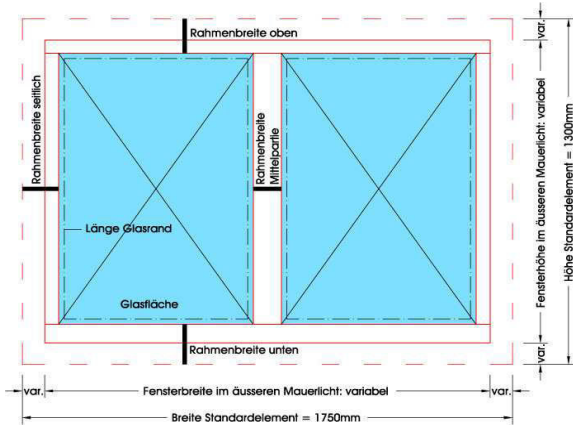 Rahmenbreite oben
var.
Rahmenbreite seitlich
Rahmenbreite
Mittelpartie
Länge Glasrand
Glasfläche
Rahmenbreite unten
Fensterhöhe im äusseren Mauerlicht: variabel
Höhe Standardelement = 1300mm
var.
var.
Fensterbreite im äusseren Mauerlicht: variabel
var.
Breite Standardelement = 1750mm